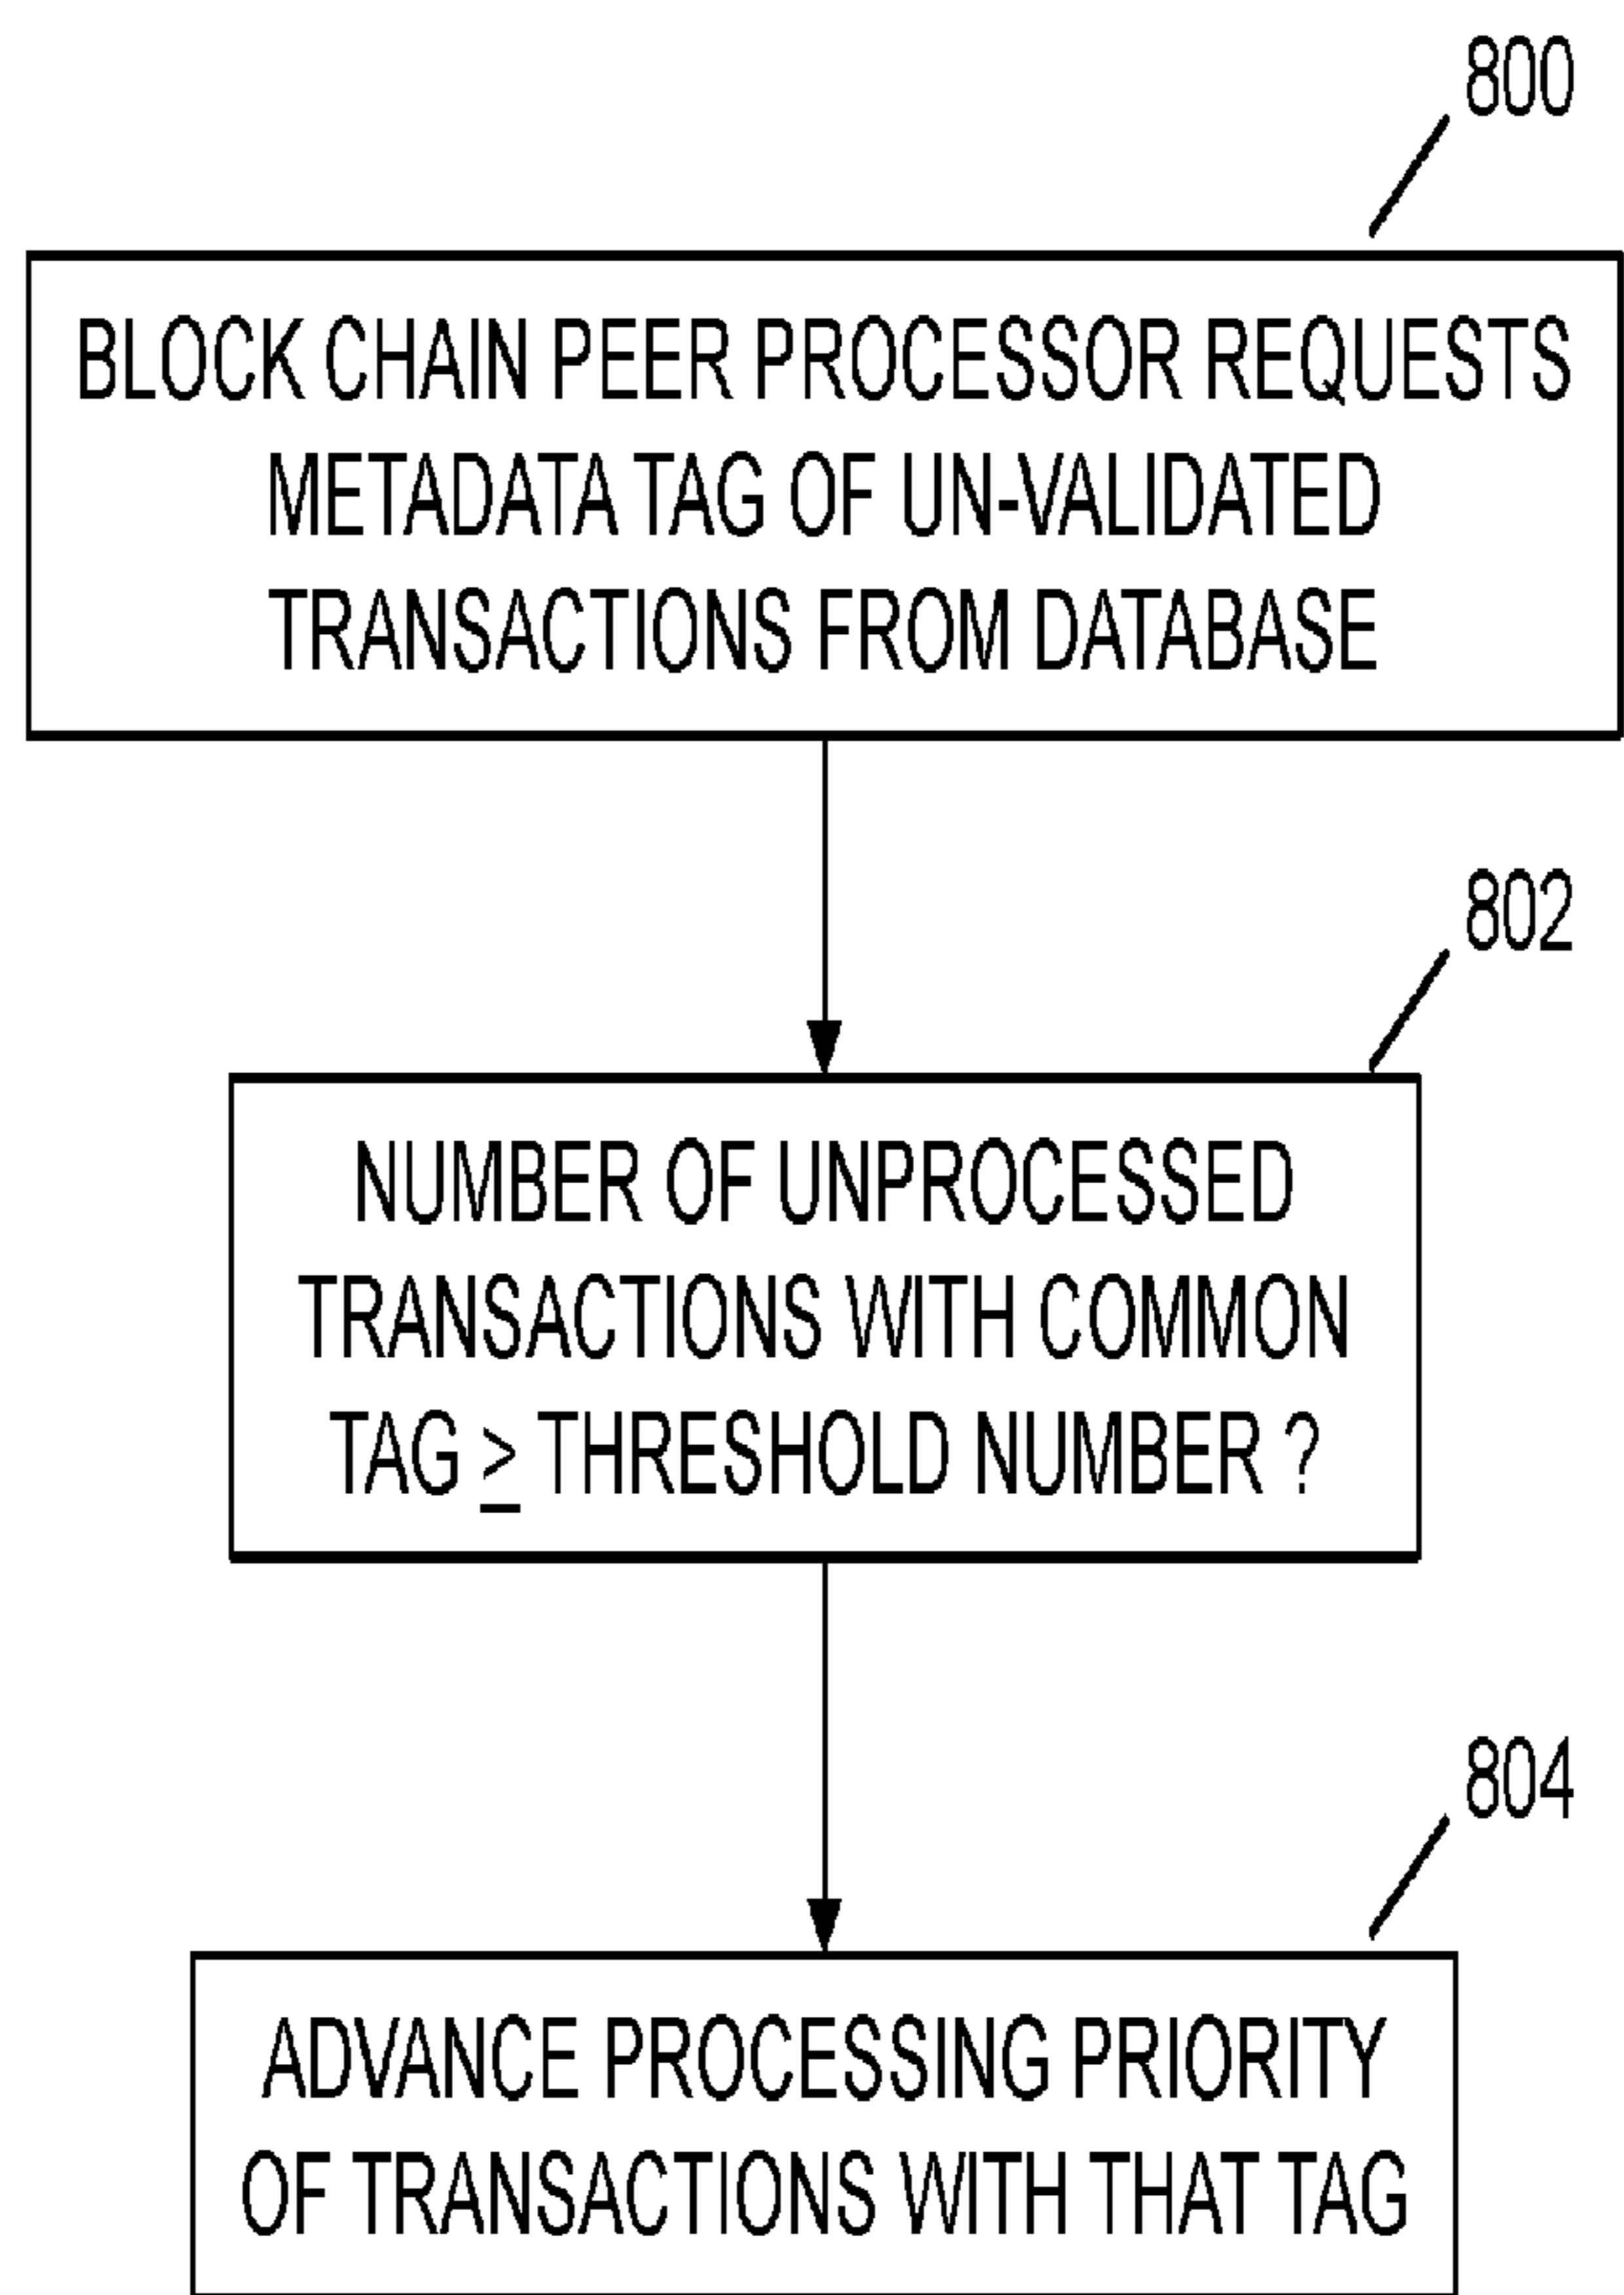 800
BLOCK CHAIN PEER PROCESSOR REQUESTS
METADATA TAG OF UN-VALIDATED
TRANSACTIONS FROM DATABASE
802
NUMBER OF UNPROCESSED
TRANSACTIONS WITH COMMON
TAG ≥ THRESHOLD NUMBER ?
804
ADVANCE PROCESSING PRIORITY
OF TRANSACTIONS WITH THAT TAG